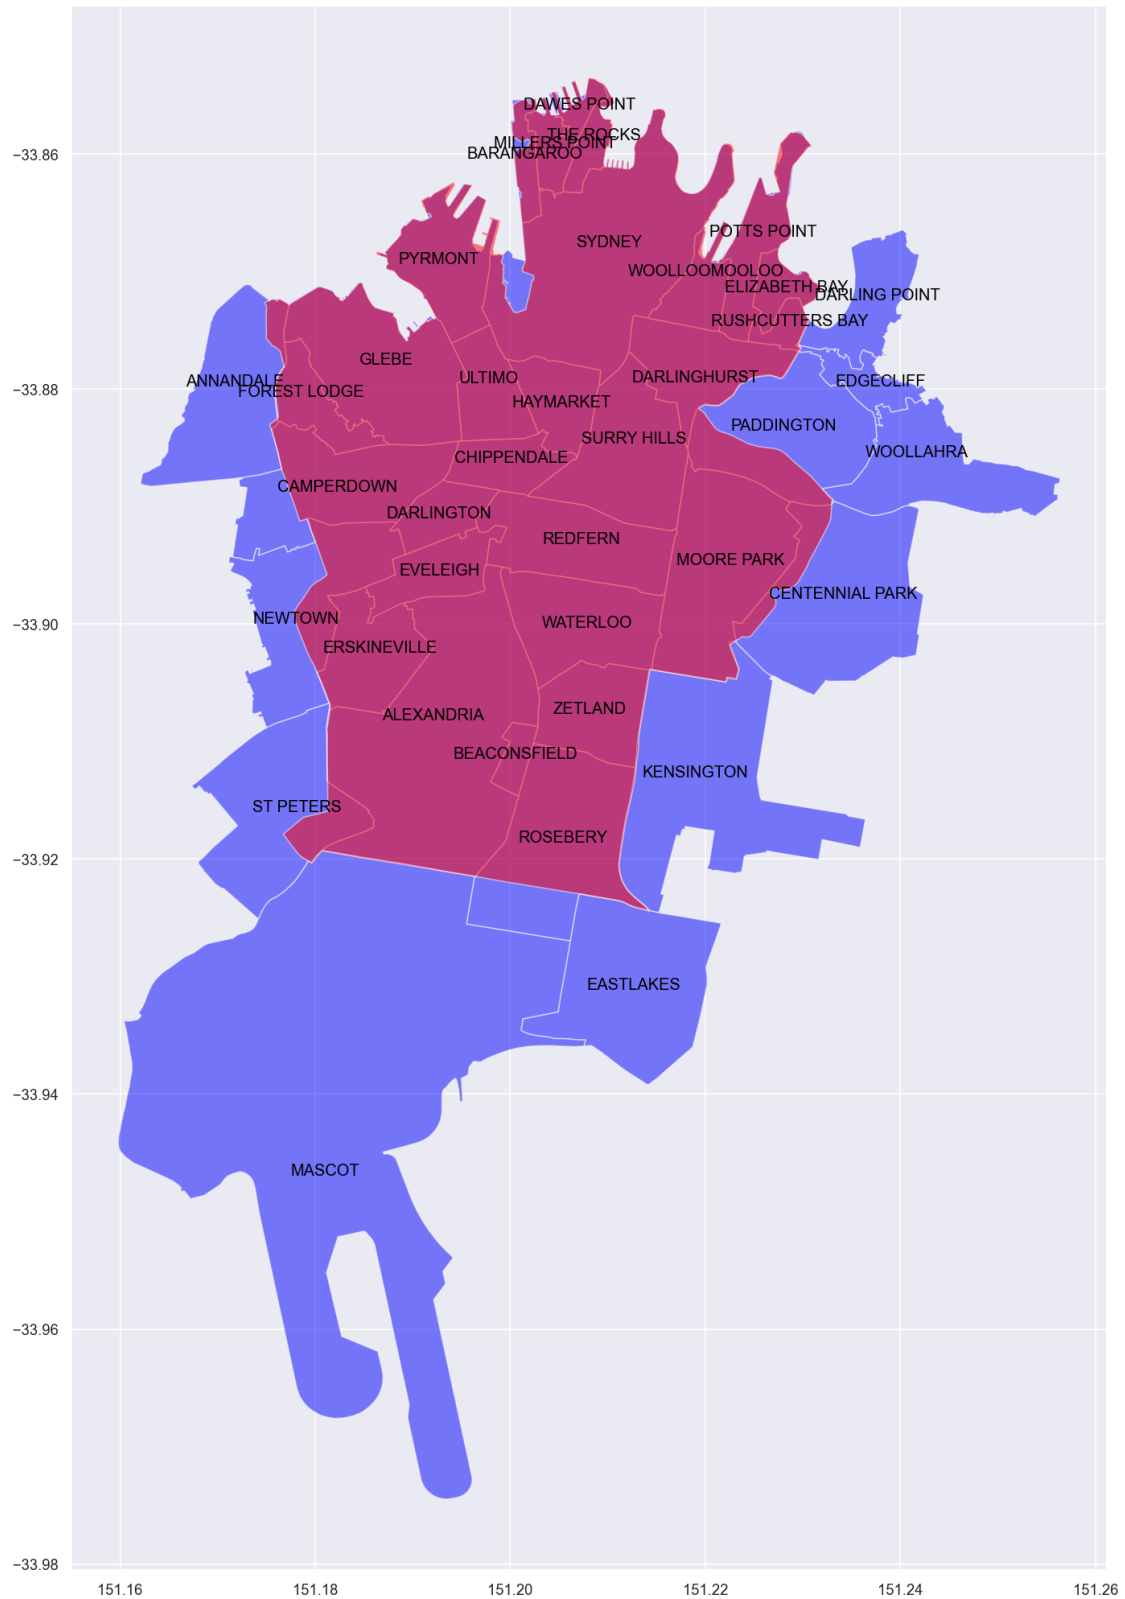 DAWES POINT
THE ROCKS
MILLERS POINT
BARANGAROO
−33.86
POTTS POINT
SYDNEY
PYRMONT
WOOLLOOMOOLOO
ELIZABETH BAY
DARLING POINT
RUSHCUTTERS BAY
GLEBE
ULTIMO
DARLINGHURST
ANNANDALE
EDGECLIFF
−33.88
FOREST LODGE
HAYMARKET
PADDINGTON
SURRY HILLS
WOOLLAHRA
CHIPPENDALE
CAMPERDOWN
DARLINGTON
REDFERN
MOORE PARK
EVELEIGH
CENTENNIAL PARK
NEWTOWN
WATERLOO
−33.90
ERSKINEVILLE
ZETLAND
ALEXANDRIA
BEACONSFIELD
KENSINGTON
ST PETERS
ROSEBERY
−33.92
EASTLAKES
−33.94
MASCOT
−33.96
−33.98
151.16 151.18 151.20 151.22 151.24 151.26